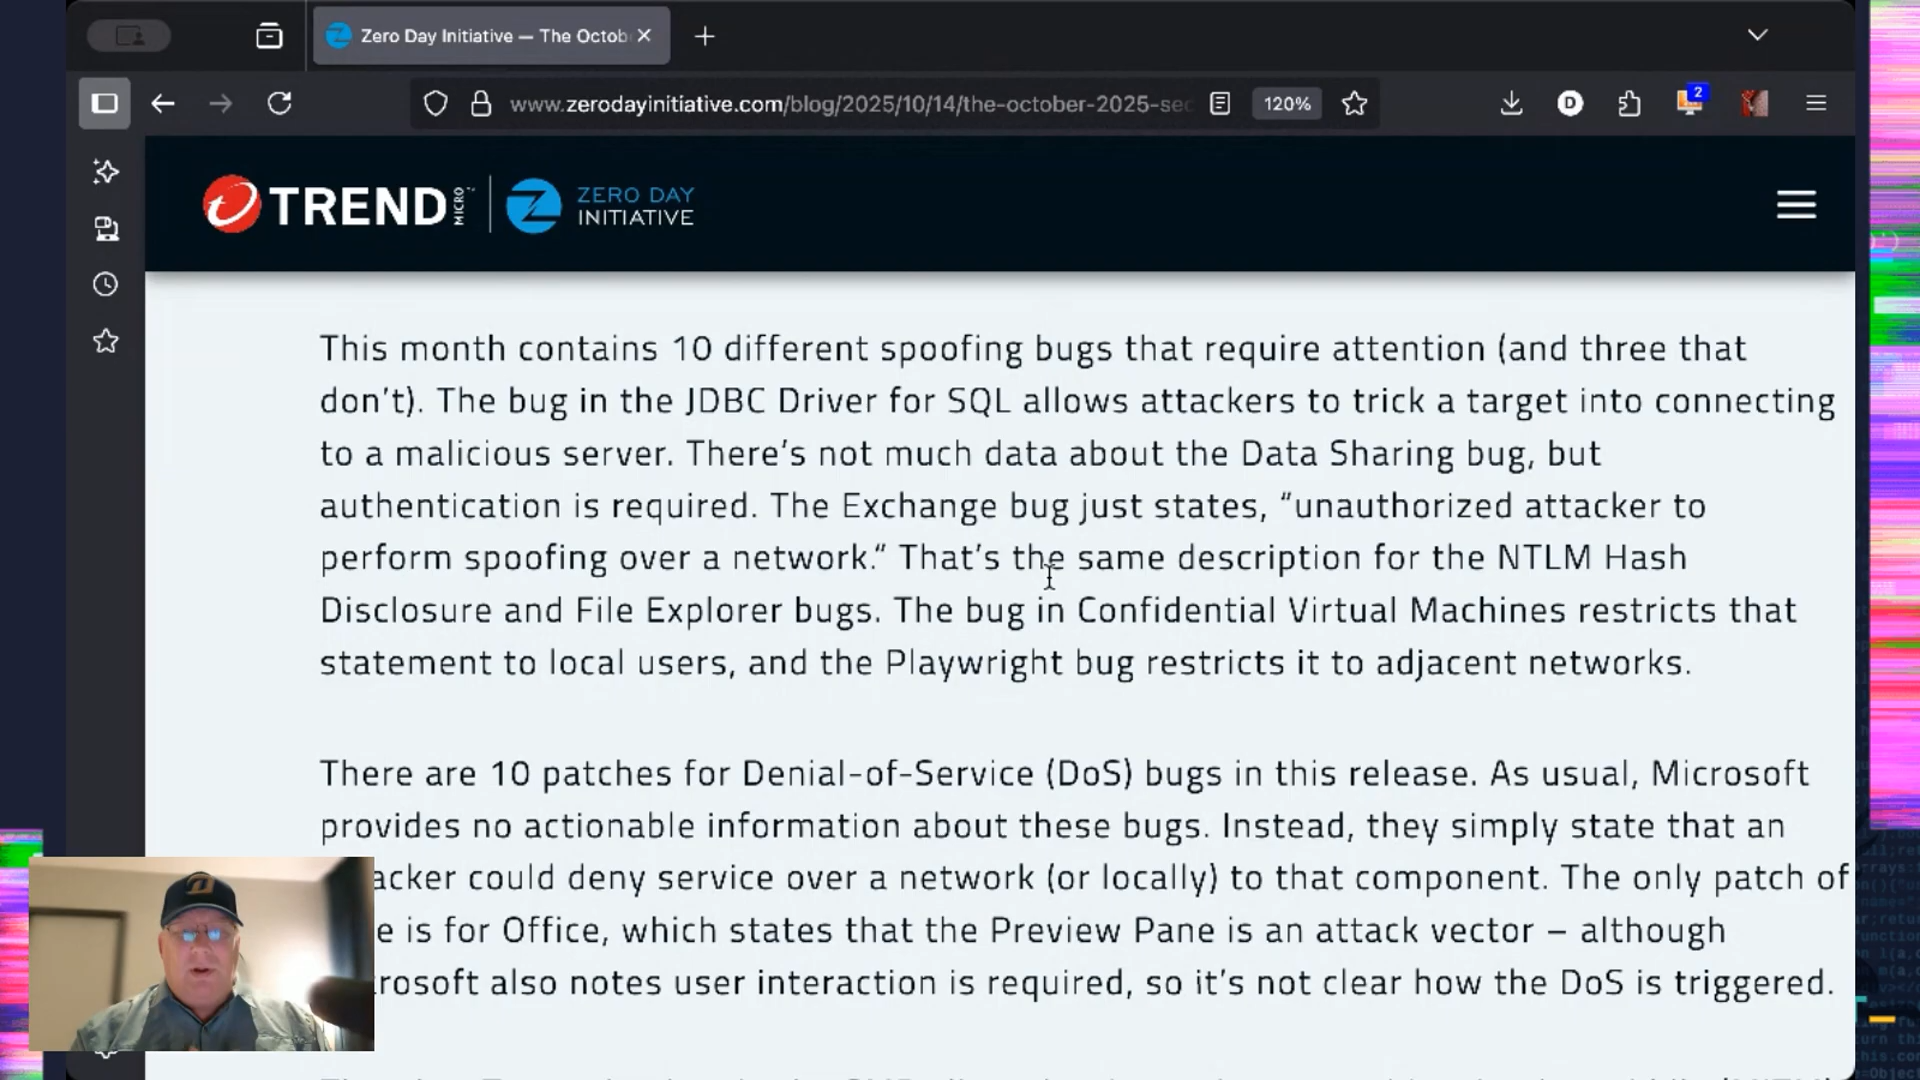 Zero Day Initiative — The Octob
www.zerodayinitiative.com/blog/2025/10/14/the-october-2025-sec
120%
D
2
TREND MICRO
ZERO DAY
INITIATIVE
This month contains 10 different spoofing bugs that require attention (and three that
don't). The bug in the JDBC Driver for SQL allows attackers to trick a target into connecting
to a malicious server. There's not much data about the Data Sharing bug, but
authentication is required. The Exchange bug just states, “unauthorized attacker to
perform spoofing over a network.” That's the same description for the NTLM Hash
Disclosure and File Explorer bugs. The bug in Confidential Virtual Machines restricts that
statement to local users, and the Playwright bug restricts it to adjacent networks.
There are 10 patches for Denial-of-Service (DoS) bugs in this release. As usual, Microsoft
provides no actionable information about these bugs. Instead, they simply state that an
acker could deny service over a network (or locally) to that component. The only patch of
e is for Office, which states that the Preview Pane is an attack vector – although
rosoft also notes user interaction is required, so it's not clear how the DoS is triggered.